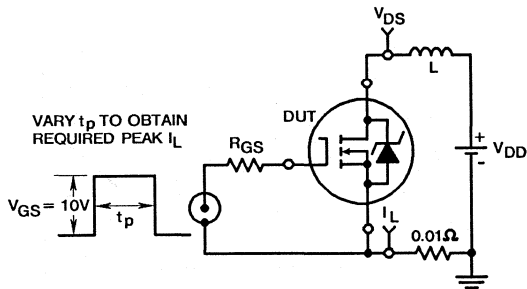 V_DS
L
VARY t_p TO OBTAIN
REQUIRED PEAK I_L
DUT
R_GS
+
V_DD
-
V_GS = 10V
t_p
I_L
0.01Ω